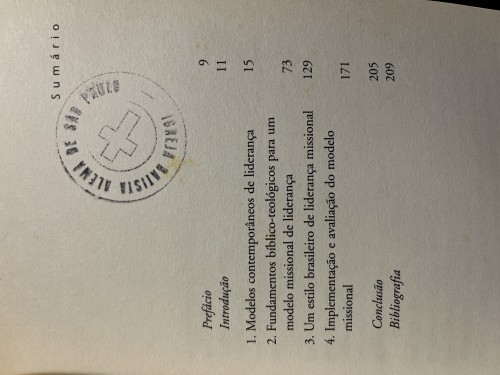 Sumário
IGREJA BATISTA ALEMÃ DE SÃO PAULO
Prefácio 9
Introdução 11
1. Modelos contemporâneos de liderança 15
2. Fundamentos bíblico-teológicos para um
modelo missional de liderança 73
3. Um estilo brasileiro de liderança missional 129
4. Implementação e avaliação do modelo
missional 171
Conclusão 205
Bibliografia 209